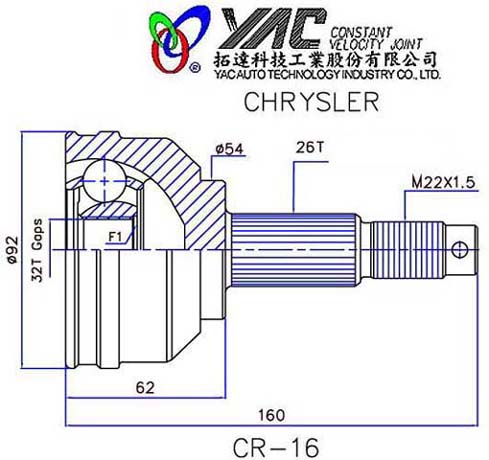 YAC CONSTANT
VELOCITY JOINT
®
拓達科技工業股份有限公司
YAC AUTO TECHNOLOGY INDUSTRY CO., LTD.
CHRYSLER
ø54
26T
M22X1.5
ø92
32T Gaps
F1
62
160
CR-16